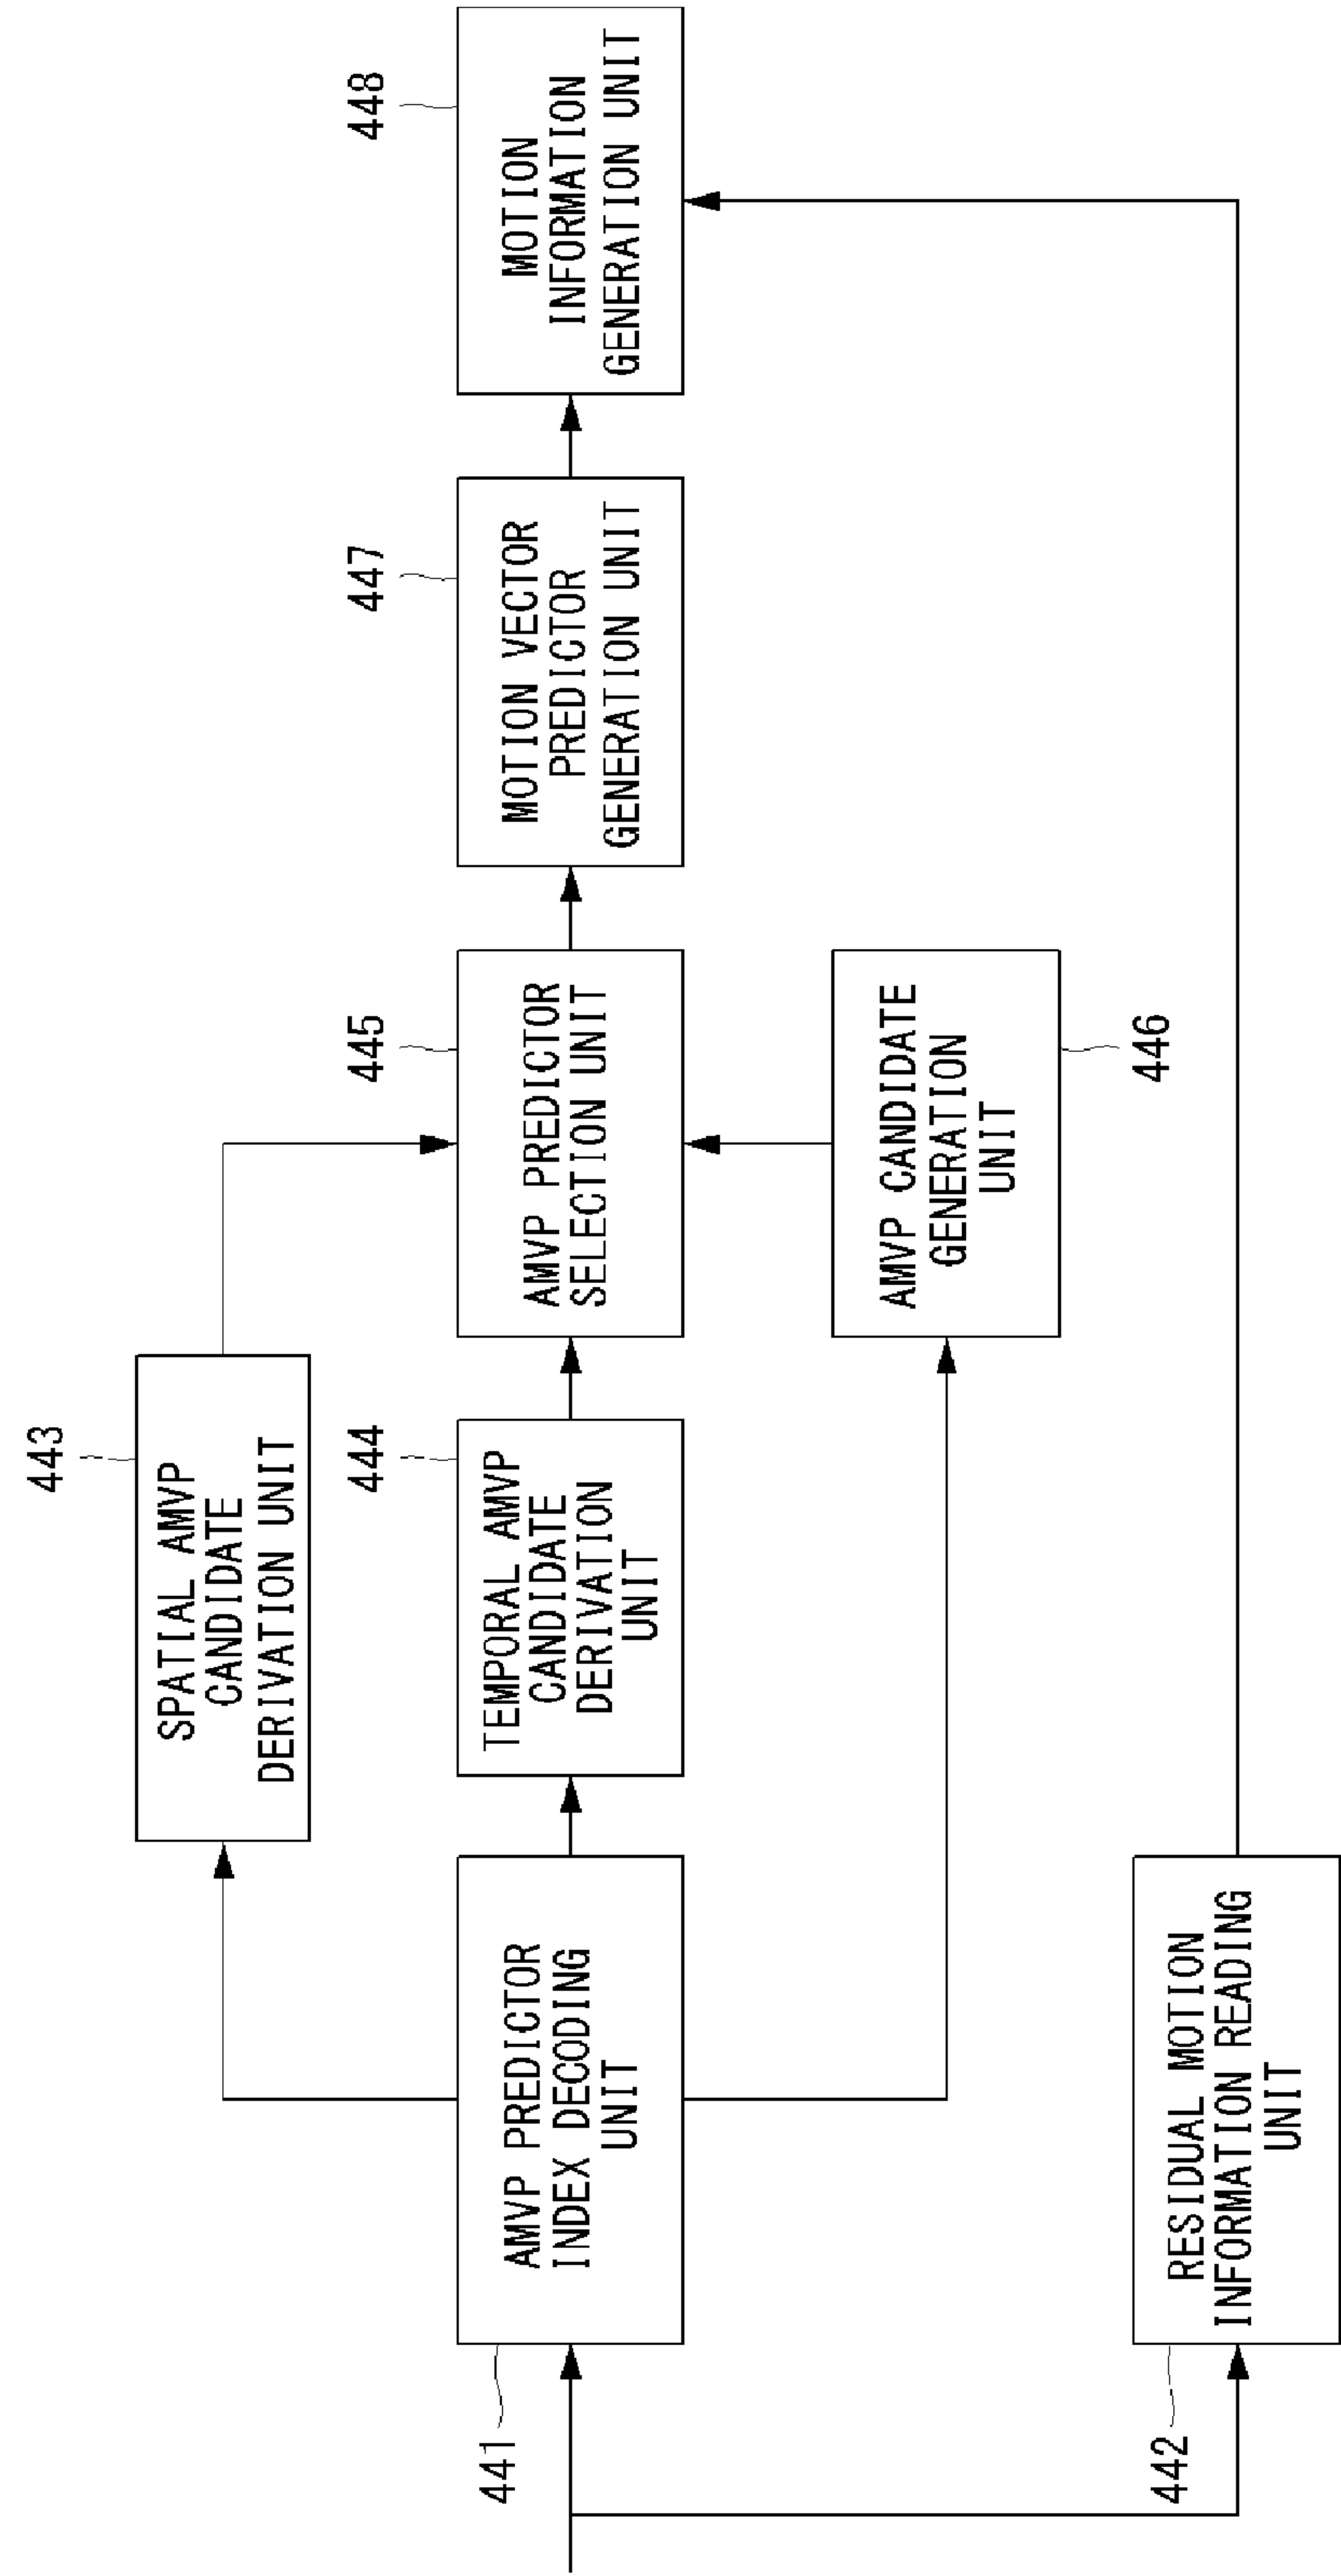 443
SPATIAL AMVP
CANDIDATE
DERIVATION UNIT
441
AMVP PREDICTOR
INDEX DECODING
UNIT
444
TEMPORAL AMVP
CANDIDATE
DERIVATION
UNIT
445
AMVP PREDICTOR
SELECTION UNIT
447
MOTION VECTOR
PREDICTOR
GENERATION UNIT
448
MOTION
INFORMATION
GENERATION UNIT
AMVP CANDIDATE
GENERATION
UNIT
446
442
RESIDUAL MOTION
INFORMATION READING
UNIT